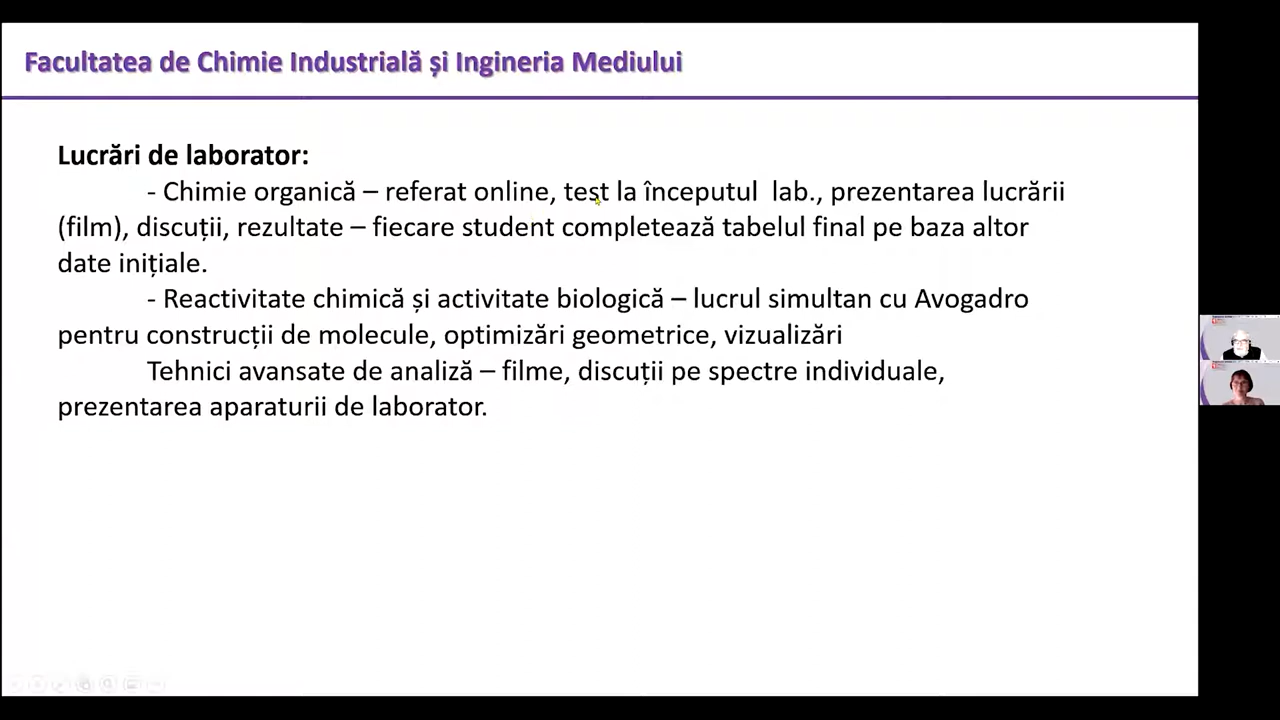 Facultatea de Chimie Industrială și Ingineria Mediului
Lucrări de laborator:
- Chimie organică – referat online, test la începutul lab., prezentarea lucrării
(film), discuții, rezultate – fiecare student completează tabelul final pe baza altor
date inițiale.
- Reactivitate chimică și activitate biologică – lucrul simultan cu Avogadro
pentru construcții de molecule, optimizări geometrice, vizualizări
Tehnici avansate de analiză – filme, discuții pe spectre individuale,
prezentarea aparaturii de laborator.